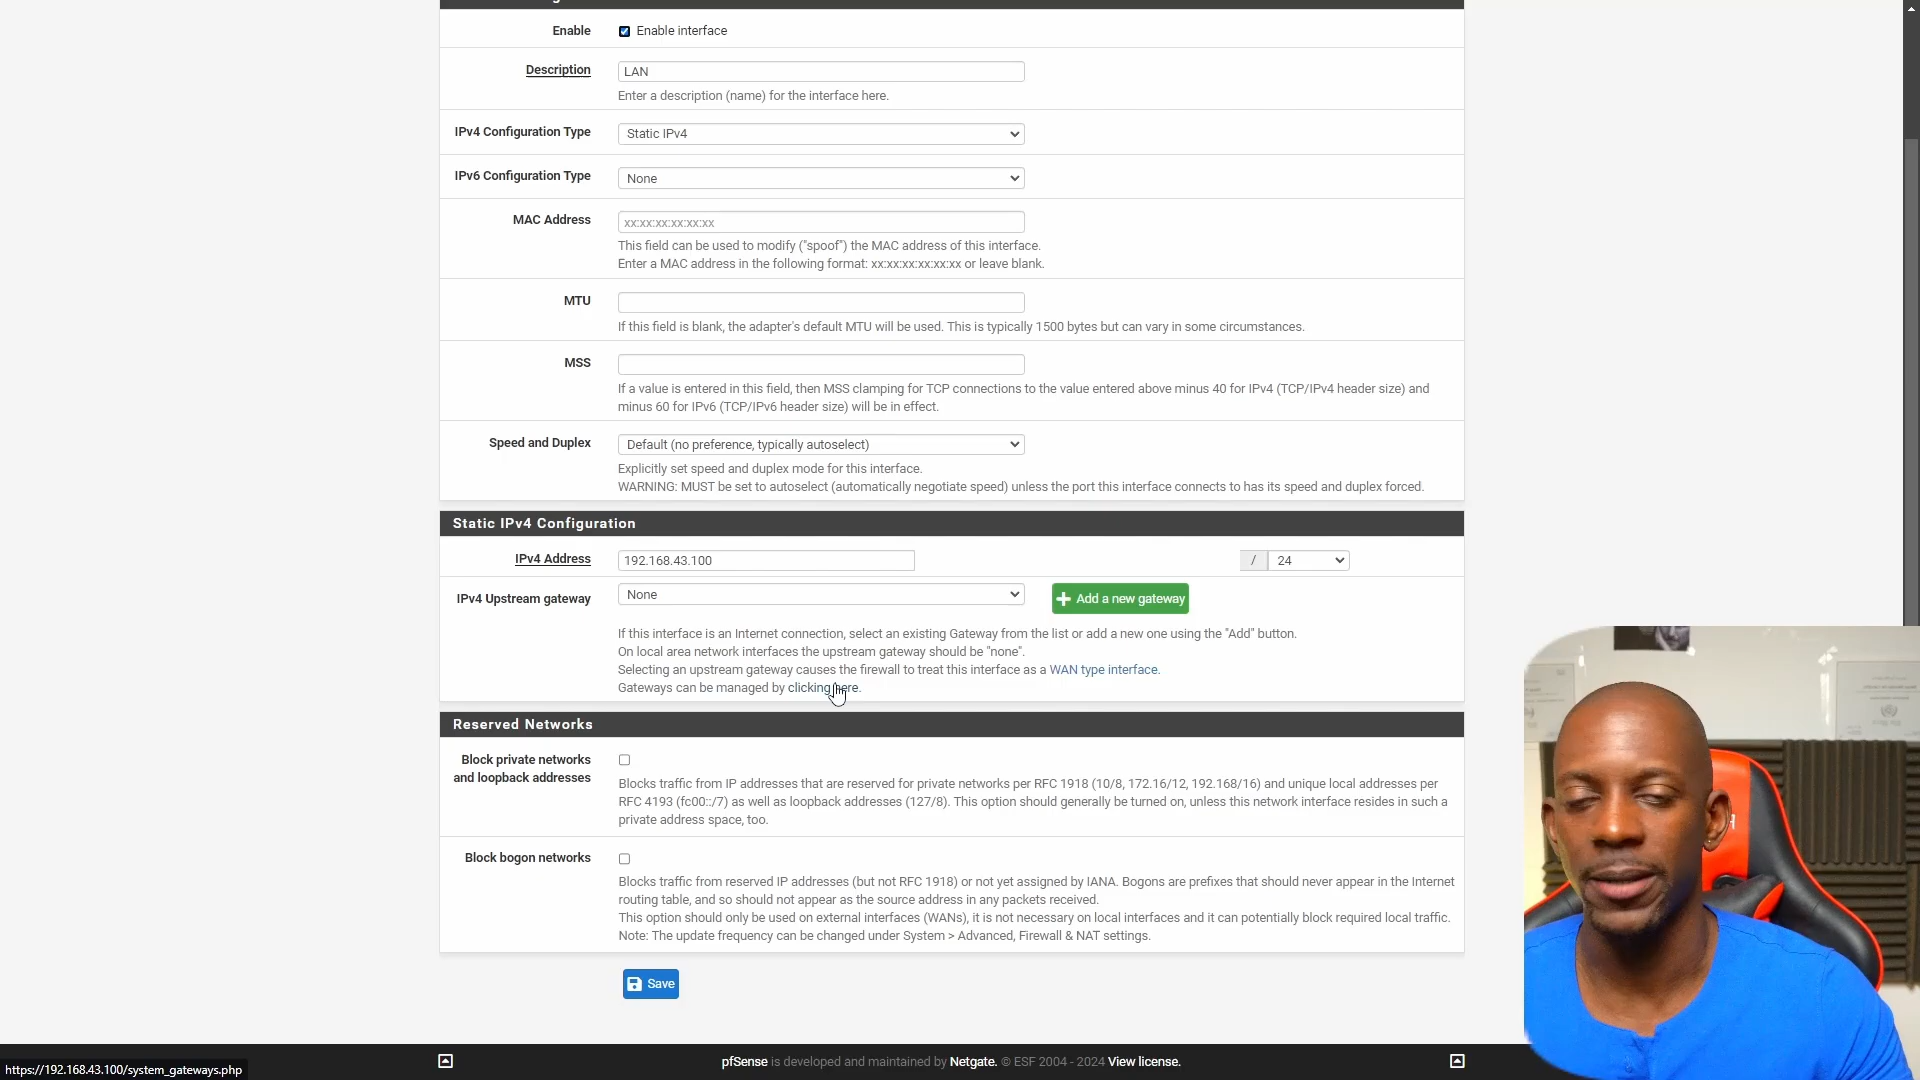 Enable
Enable interface
Description
LAN
Enter a description (name) for the interface here.
IPv4 Configuration Type
Static IPv4
IPv6 Configuration Type
None
MAC Address
xx:xx:xx:xx:xx:xx
This field can be used to modify ("spoof") the MAC address of this interface.
Enter a MAC address in the following format: xx:xx:xx:xx:xx:xx or leave blank.
MTU
If this field is blank, the adapter's default MTU will be used. This is typically 1500 bytes but can vary in some circumstances.
MSS
If a value is entered in this field, then MSS clamping for TCP connections to the value entered above minus 40 for IPv4 (TCP/IPv4 header size) and
minus 60 for IPv6 (TCP/IPv6 header size) will be in effect.
Speed and Duplex
Default (no preference, typically autoselect)
Explicitly set speed and duplex mode for this interface.
WARNING: MUST be set to autoselect (automatically negotiate speed) unless the port this interface connects to has its speed and duplex forced.
Static IPv4 Configuration
IPv4 Address
192.168.43.100
/ 24
IPv4 Upstream gateway
None
Add a new gateway
If this interface is an Internet connection, select an existing Gateway from the list or add a new one using the "Add" button.
On local area network interfaces the upstream gateway should be "none".
Selecting an upstream gateway causes the firewall to treat this interface as a WAN type interface.
Gateways can be managed by clicking here.
Reserved Networks
Block private networks
and loopback addresses
Blocks traffic from IP addresses that are reserved for private networks per RFC 1918 (10/8, 172.16/12, 192.168/16) and unique local addresses per
RFC 4193 (fc00::/7) as well as loopback addresses (127/8). This option should generally be turned on, unless this network interface resides in such a
private address space, too.
Block bogon networks
Blocks traffic from reserved IP addresses (but not RFC 1918) or not yet assigned by IANA. Bogons are prefixes that should never appear in the Internet
routing table, and so should not appear as the source address in any packets received.
This option should only be used on external interfaces (WANs), it is not necessary on local interfaces and it can potentially block required local traffic.
Note: The update frequency can be changed under System > Advanced, Firewall & NAT settings.
Save
pfSense is developed and maintained by Netgate. © ESF 2004 - 2024 View license.
https://192.168.43.100/system_gateways.php